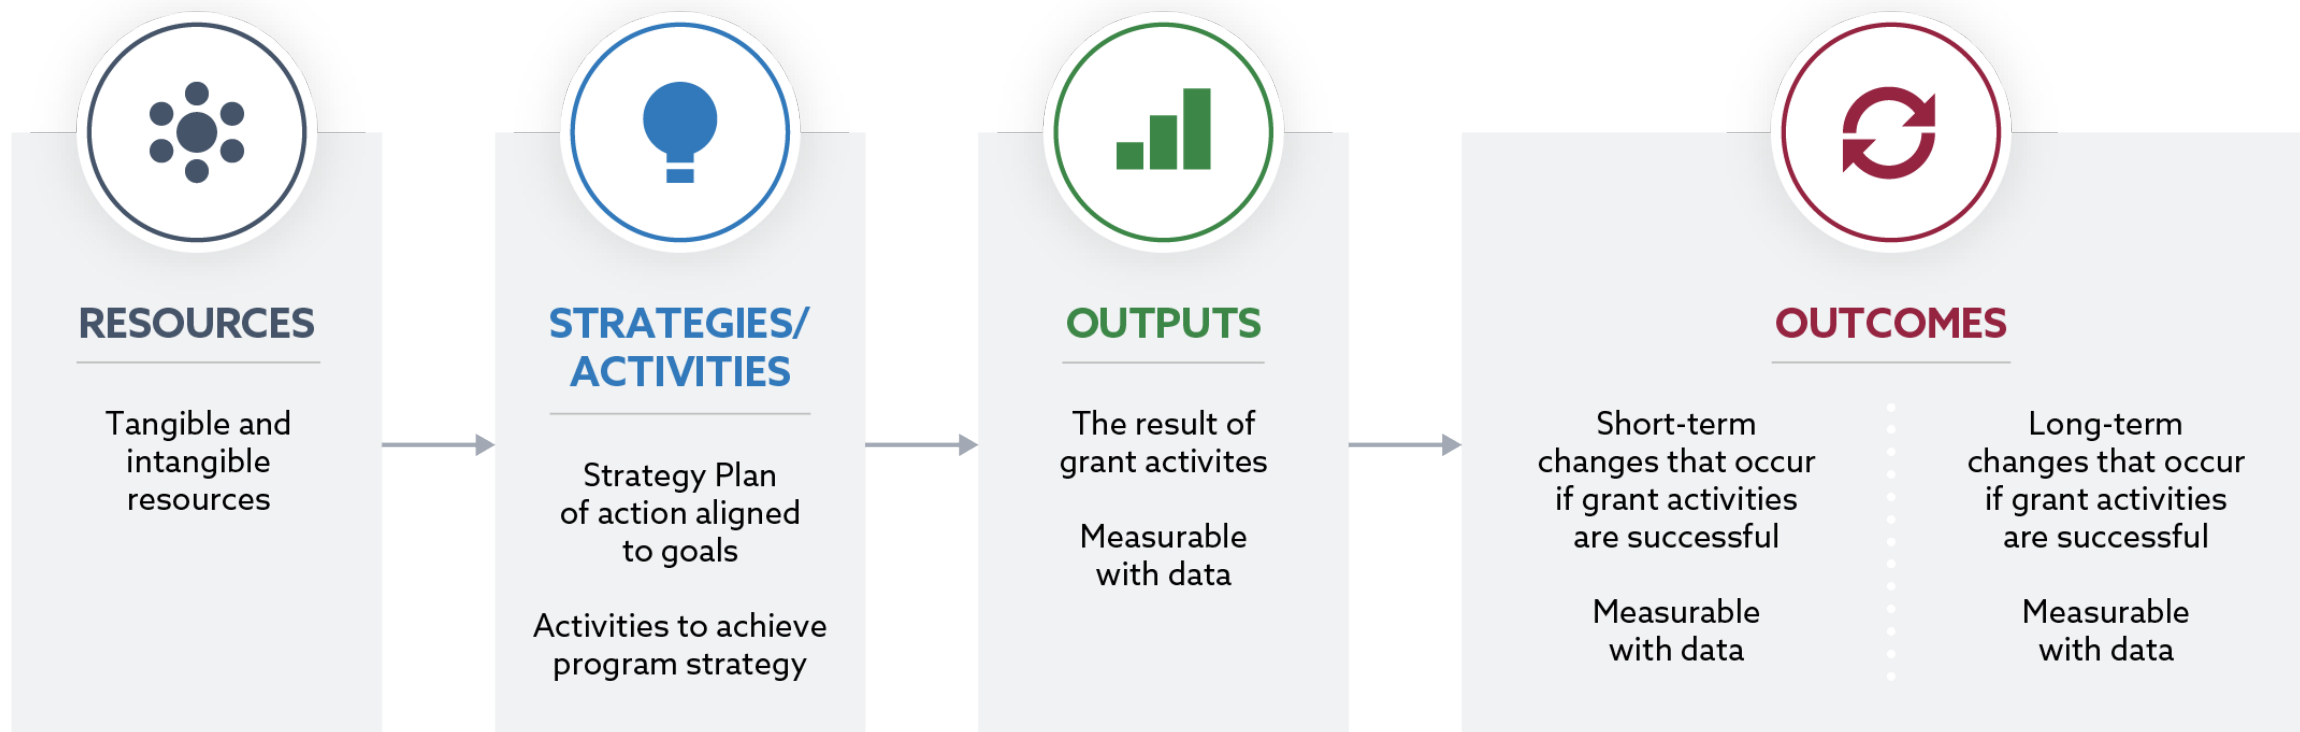 RESOURCES
Tangible and
intangible
resources
STRATEGIES/
ACTIVITIES
Strategy Plan
of action aligned
to goals
Activities to achieve
program strategy
OUTPUTS
The result of
grant activites
Measurable
with data
OUTCOMES
Short-term
changes that occur
if grant activities
are successful
Measurable
with data
Long-term
changes that occur
if grant activities
are successful
Measurable
with data